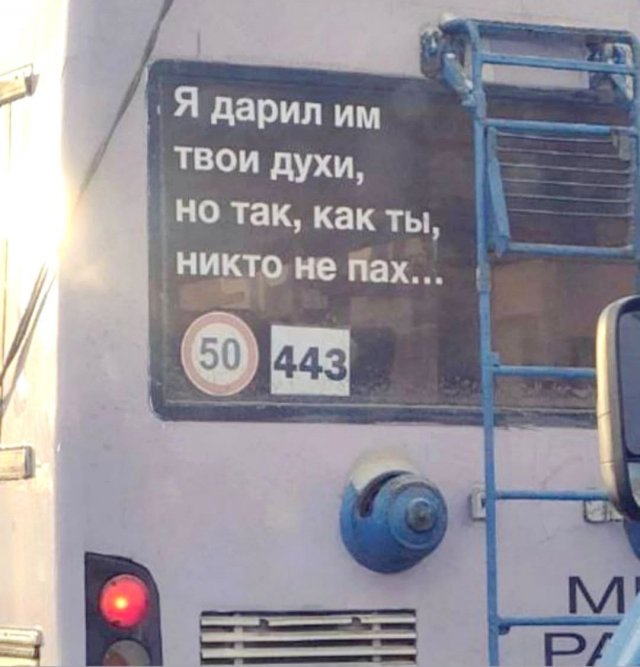 Я дарил им
твои духи,
но так, как ты,
никто не пах...
50 443